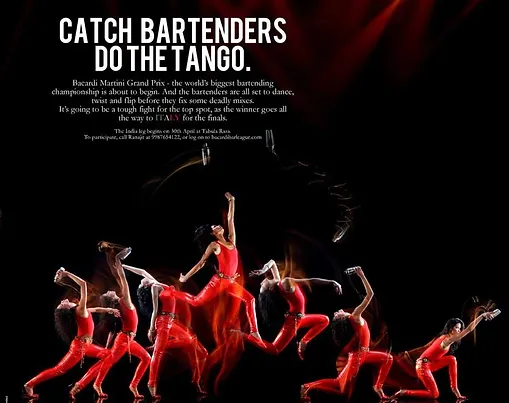 CATCH BARTENDERS
DO THE TANGO.
Bacardi Martini Grand Prix - the world's biggest bartending
championship is about to begin. And the bartenders are all set to dance,
twist and flip before they fix some deadly mixes.
It's going to be a tough fight for the top spot, as the winner goes all
the way to ITALY for the finals.
The India leg begins on 30th April at Tabula Rasa.
To participate, call Ranajit at 9987654122, or log on to bacardibarleague.com